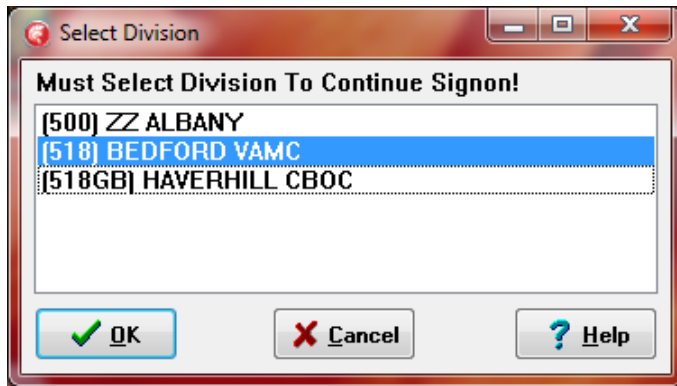 Select Division
Must Select Division To Continue Signon!
(500) ZZ ALBANY
(518) BEDFORD VAMC
(518GB) HAVERHILL CBOC
OK
Cancel
Help